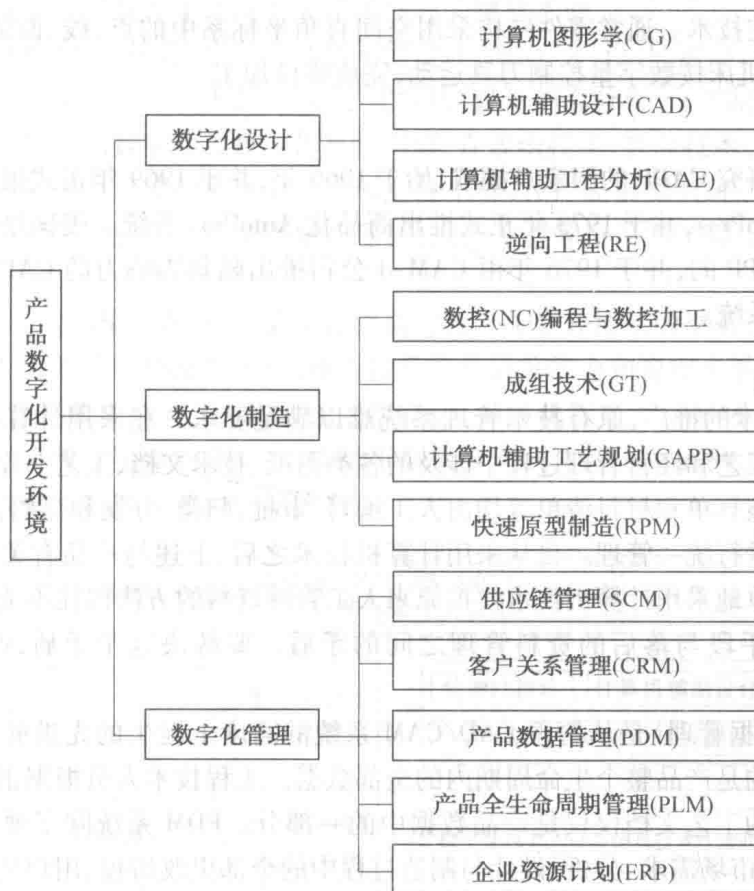 计算机图形学(CG)
计算机辅助设计(CAD)
数字化设计
计算机辅助工程分析(CAE)
逆向工程(RE)
产品数字化开发环境
数控(NC)编程与数控加工
成组技术(GT)
数字化制造
计算机辅助工艺规划(CAPP)
快速原型制造(RPM)
供应链管理(SCM)
客户关系管理(CRM)
数字化管理
产品数据管理(PDM)
产品全生命周期管理(PLM)
企业资源计划(ERP)